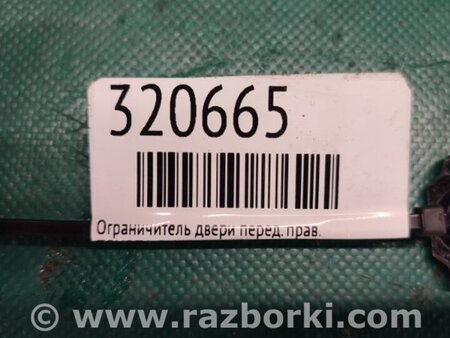 320665
Ограничитель двери перед. прав.
© www.razborki.com